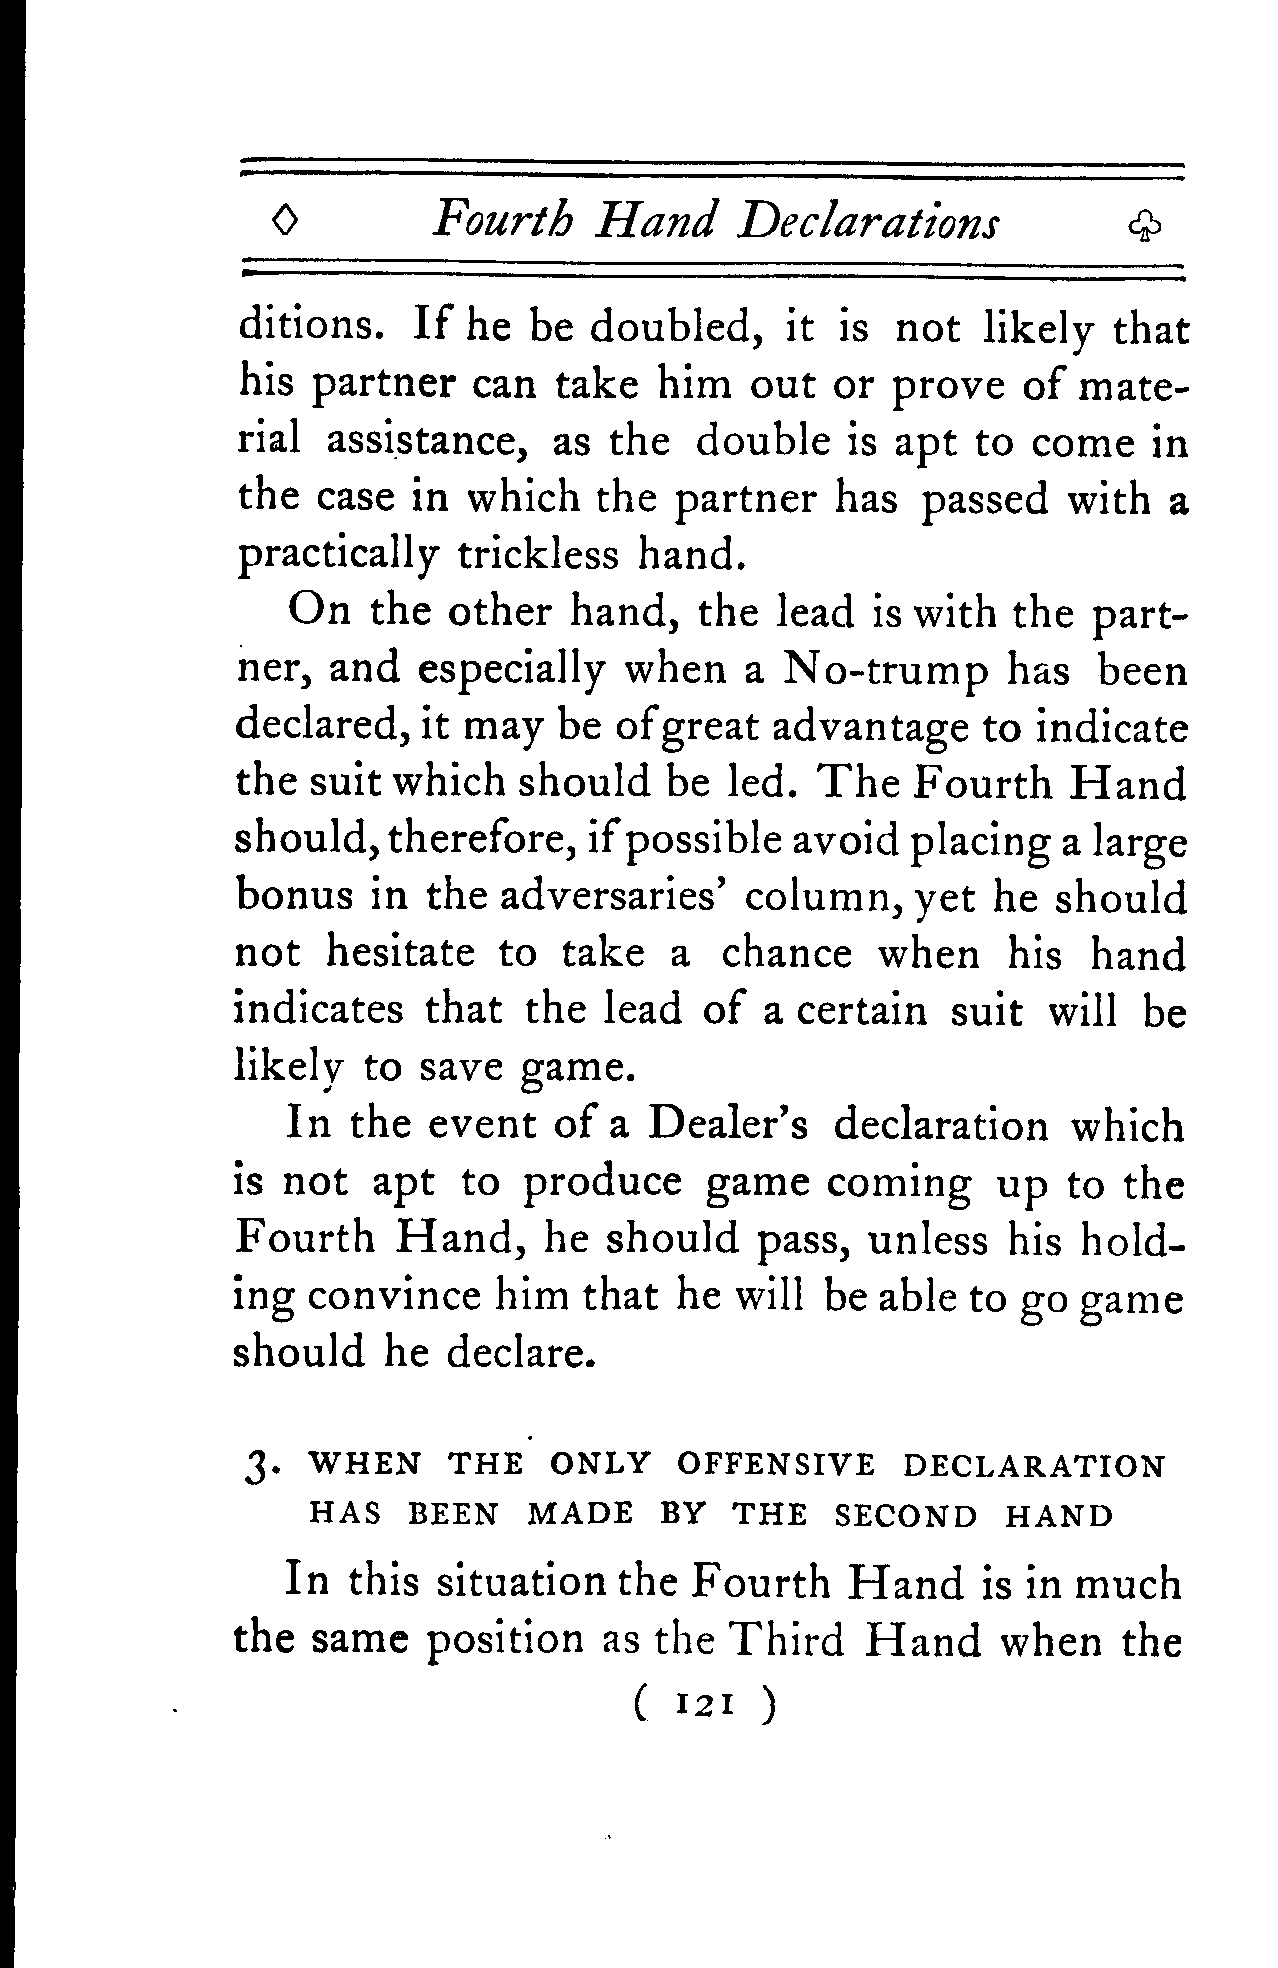 ◊ Fourth Hand Declarations ♧
ditions. If he be doubled, it is not likely that
his partner can take him out or prove of mate-
rial assistance, as the double is apt to come in
the case in which the partner has passed with a
practically trickless hand.
On the other hand, the lead is with the part-
ner, and especially when a No-trump has been
declared, it may be of great advantage to indicate
the suit which should be led. The Fourth Hand
should, therefore, if possible avoid placing a large
bonus in the adversaries' column, yet he should
not hesitate to take a chance when his hand
indicates that the lead of a certain suit will be
likely to save game.
In the event of a Dealer's declaration which
is not apt to produce game coming up to the
Fourth Hand, he should pass, unless his hold-
ing convince him that he will be able to go game
should he declare.
3. WHEN THE ONLY OFFENSIVE DECLARATION
HAS BEEN MADE BY THE SECOND HAND
In this situation the Fourth Hand is in much
the same position as the Third Hand when the
( 121 )